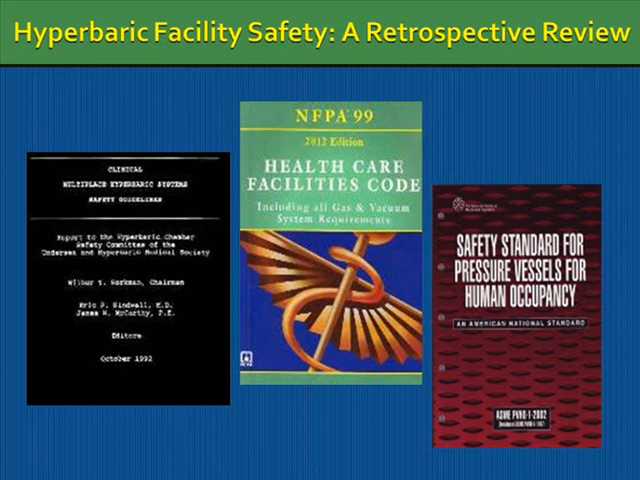 Hyperbaric Facility Safety: A Retrospective Review
CLINICAL
MULTIPLACE HYPERBARIC SYSTEMS
SAFETY GUIDELINES
Report to the Hyperbaric Chamber
Safety Committee of the
Undersea and Hyperbaric Medical Society
Wilbur T. Workman, Chairman
Eric P. Kindwall, M.D.
James W. McCarthy, P.E.
Editors
October 1992
NFPA 99
2012 Edition
HEALTH CARE
FACILITIES CODE
Including all Gas & Vacuum
System Requirements
NFPA
SAFETY STANDARD FOR
PRESSURE VESSELS FOR
HUMAN OCCUPANCY
AN AMERICAN NATIONAL STANDARD
ASME PVHO-1-2002